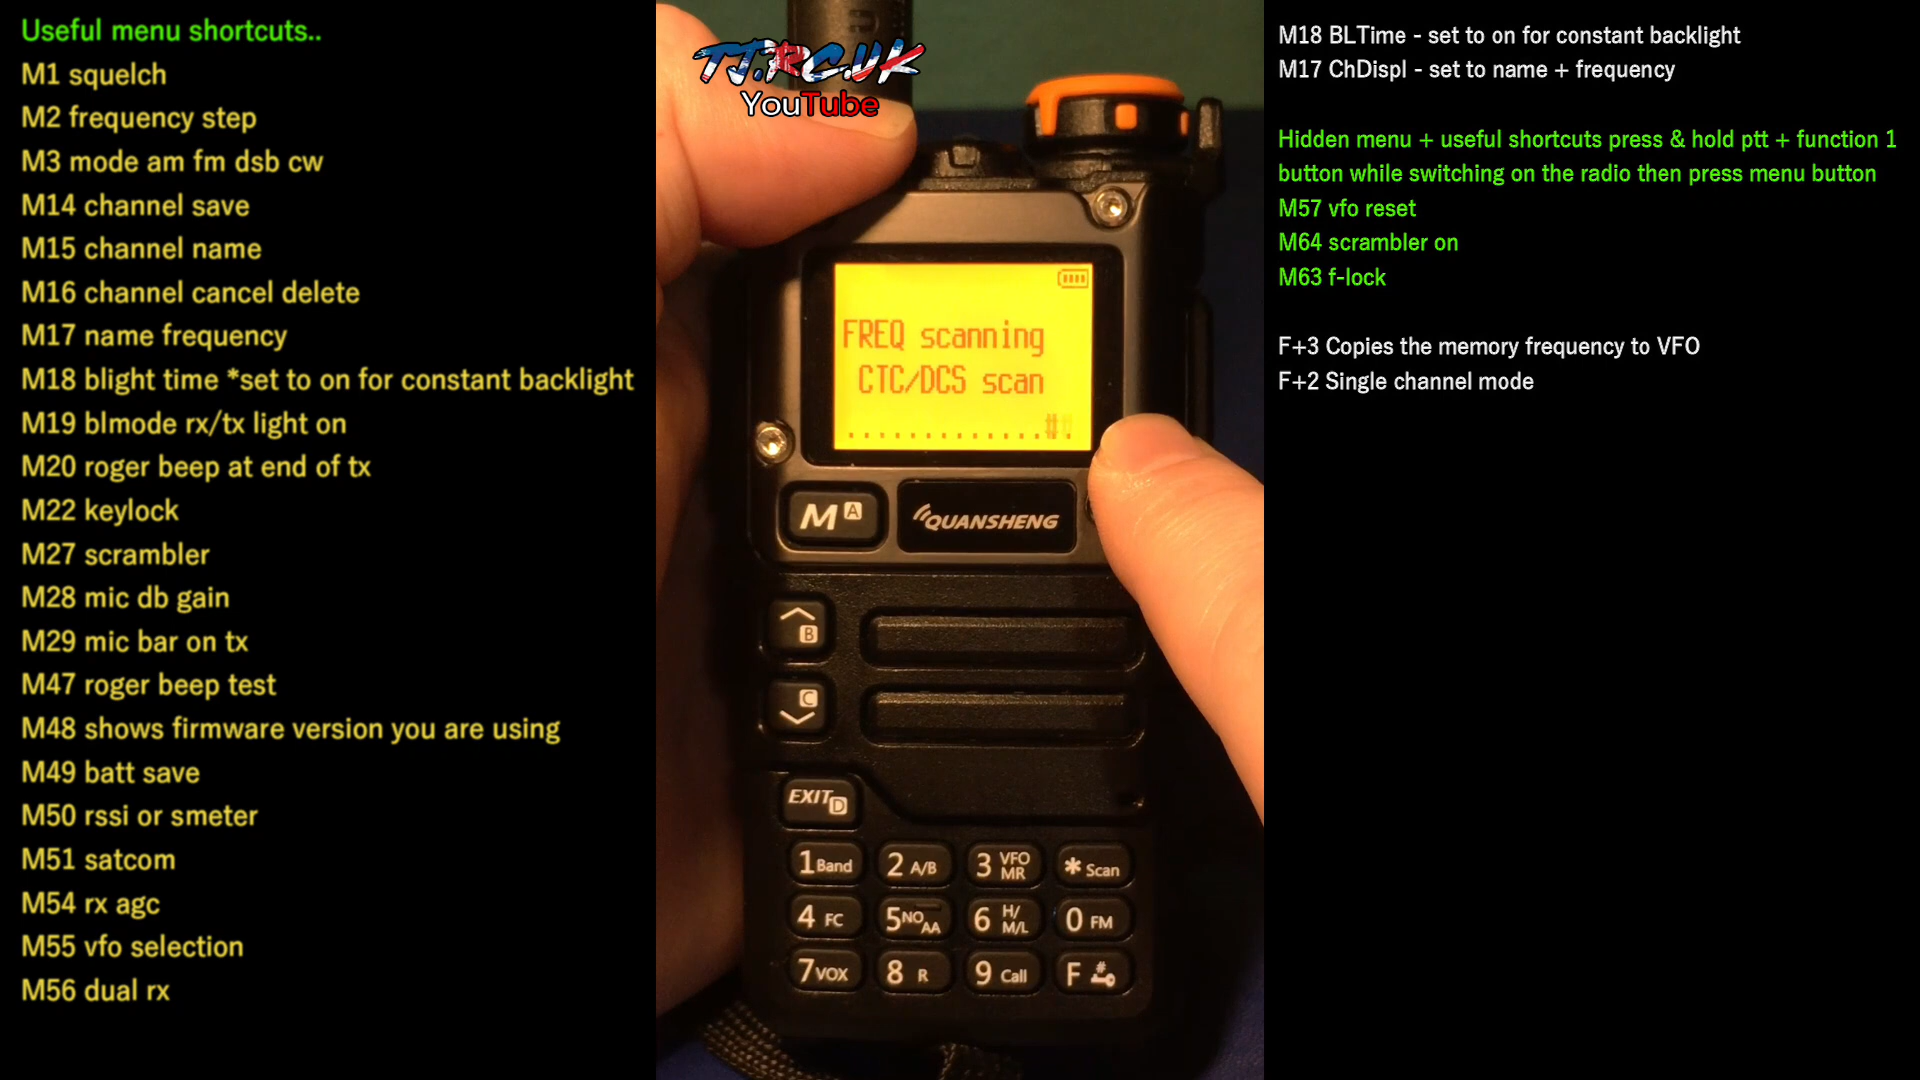 Useful menu shortcuts..
M1 squelch
M2 frequency step
M3 mode am fm dsb cw
M14 channel save
M15 channel name
M16 channel cancel delete
M17 name frequency
M18 blight time *set to on for constant backlight
M19 blmode rx/tx light on
M20 roger beep at end of tx
M22 keylock
M27 scrambler
M28 mic db gain
M29 mic bar on tx
M47 roger beep test
M48 shows firmware version you are using
M49 batt save
M50 rssi or smeter
M51 satcom
M54 rx agc
M55 vfo selection
M56 dual rx
TJ.RC.UK
YouTube
FREQ scanning
CTC/DCS scan
#
M A
QUANSHENG
B
C
EXIT D
1 Band 2 A/B 3 VFO MR * Scan
4 FC 5 NOAA 6 H/M/L 0 FM
7 VOX 8 R 9 Call F #
M18 BLTime - set to on for constant backlight
M17 ChDispl - set to name + frequency
Hidden menu + useful shortcuts press & hold ptt + function 1
button while switching on the radio then press menu button
M57 vfo reset
M64 scrambler on
M63 f-lock
F+3 Copies the memory frequency to VFO
F+2 Single channel mode